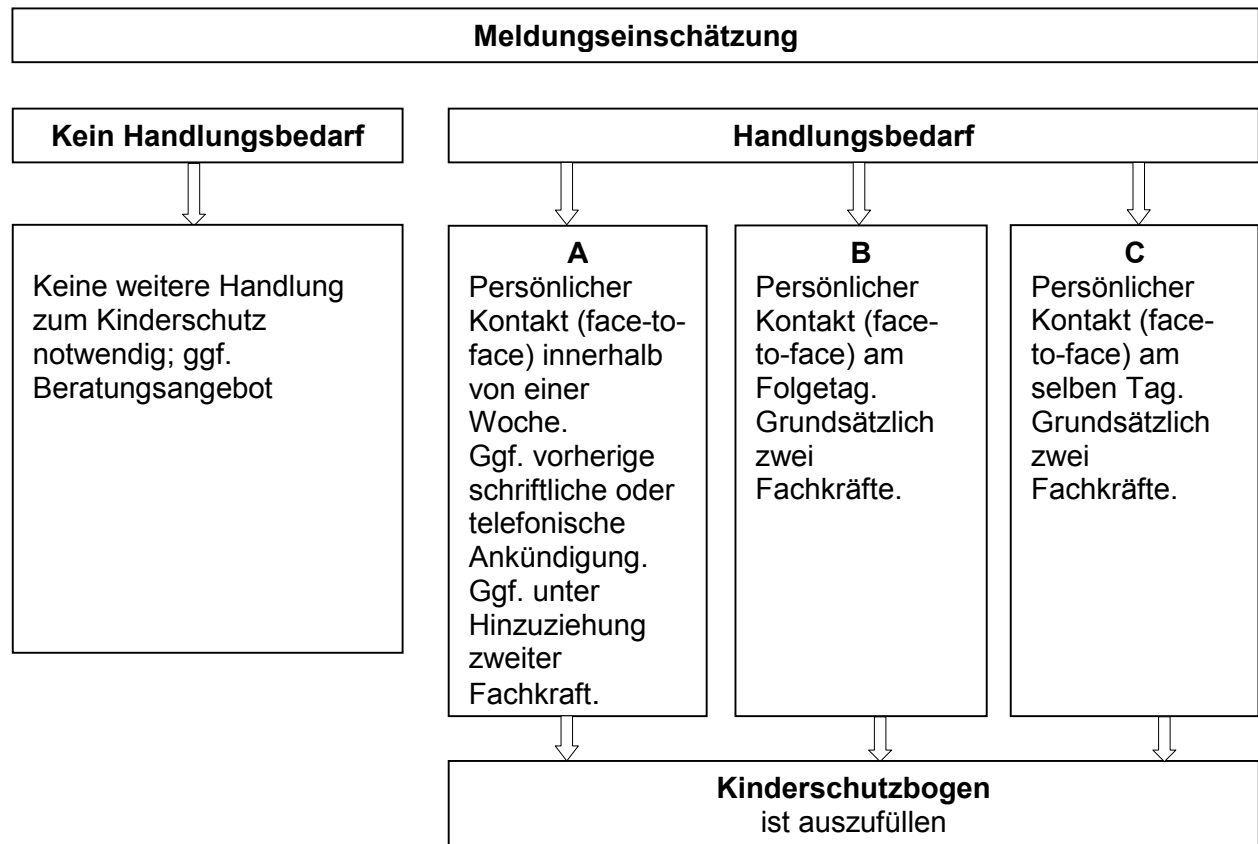 Meldungseinschätzung
Kein Handlungsbedarf
Handlungsbedarf
Keine weitere Handlung
zum Kinderschutz
notwendig; ggf.
Beratungsangebot
A
Persönlicher
Kontakt (face-to-
face) innerhalb
von einer
Woche.
Ggf. vorherige
schriftliche oder
telefonische
Ankündigung.
Ggf. unter
Hinzuziehung
zweiter
Fachkraft.
B
Persönlicher
Kontakt (face-
to-face) am
Folgetag.
Grundsätzlich
zwei
Fachkräfte.
C
Persönlicher
Kontakt (face-
to-face) am
selben Tag.
Grundsätzlich
zwei
Fachkräfte.
Kinderschutzbogen
ist auszufüllen